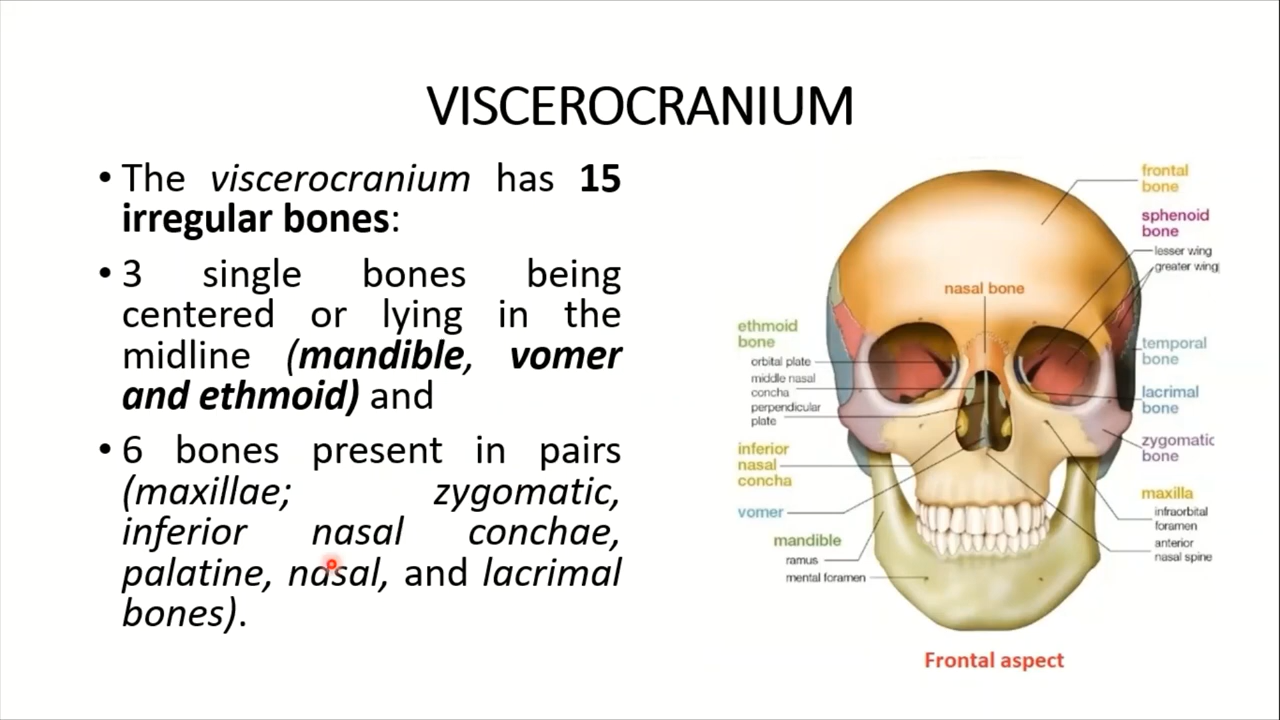 VISCEROCRANIUM
• The viscerocranium has 15
irregular bones:
• 3 single bones being
centered or lying in the
midline (mandible, vomer
and ethmoid) and
• 6 bones present in pairs
(maxillae; zygomatic,
inferior nasal conchae,
palatine, nasal, and lacrimal
bones).
frontal
bone
sphenoid
bone
lesser wing
greater wing
nasal bone
ethmoid
bone
orbital plate
middle nasal
concha
perpendicular
plate
temporal
bone
lacrimal
bone
inferior
nasal
concha
zygomatic
bone
vomer
maxilla
infraorbital
foramen
anterior
nasal spine
mandible
ramus
mental foramen
Frontal aspect